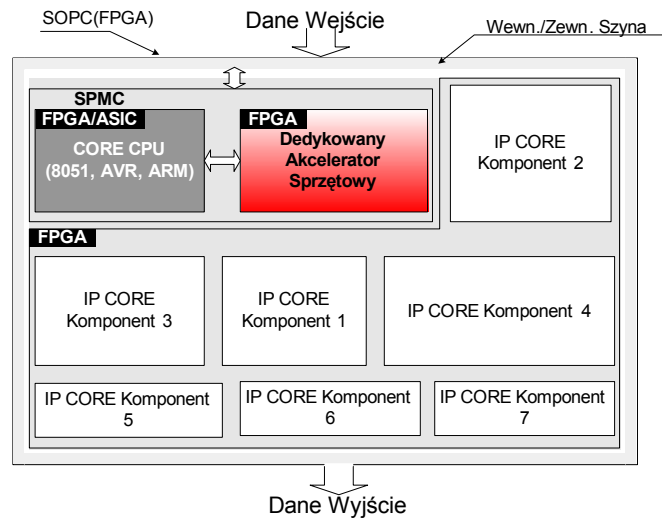 SOPC(FPGA)
Dane Wejście
Wewn./Zewn. Szyna
SPMC
FPGA/ASIC
CORE CPU
(8051, AVR, ARM)
FPGA
Dedykowany
Akcelerator
Sprzętowy
IP CORE
Komponent 2
FPGA
IP CORE
Komponent 3
IP CORE
Komponent 1
IP CORE Komponent 4
IP CORE Komponent
5
IP CORE Komponent
6
IP CORE Komponent
7
Dane Wyjście